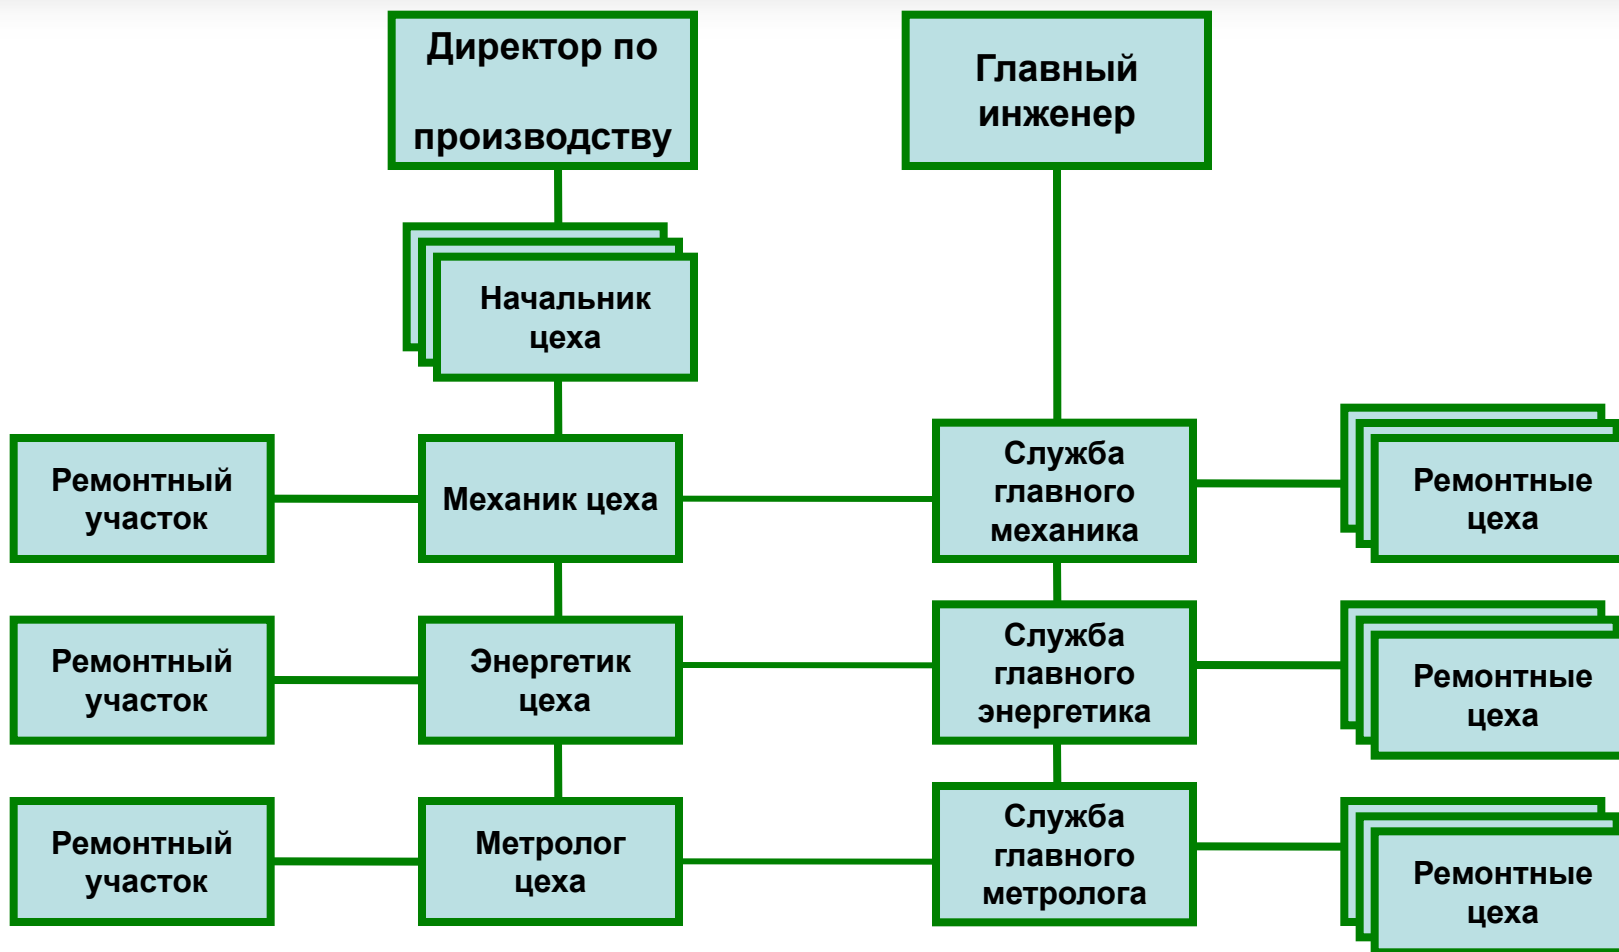 Директор по
производству
Главный
инженер
Начальник
цеха
Ремонтный
участок
Механик цеха
Служба
главного
механика
Ремонтные
цеха
Ремонтный
участок
Энергетик
цеха
Служба
главного
энергетика
Ремонтные
цеха
Ремонтный
участок
Метролог
цеха
Служба
главного
метролога
Ремонтные
цеха